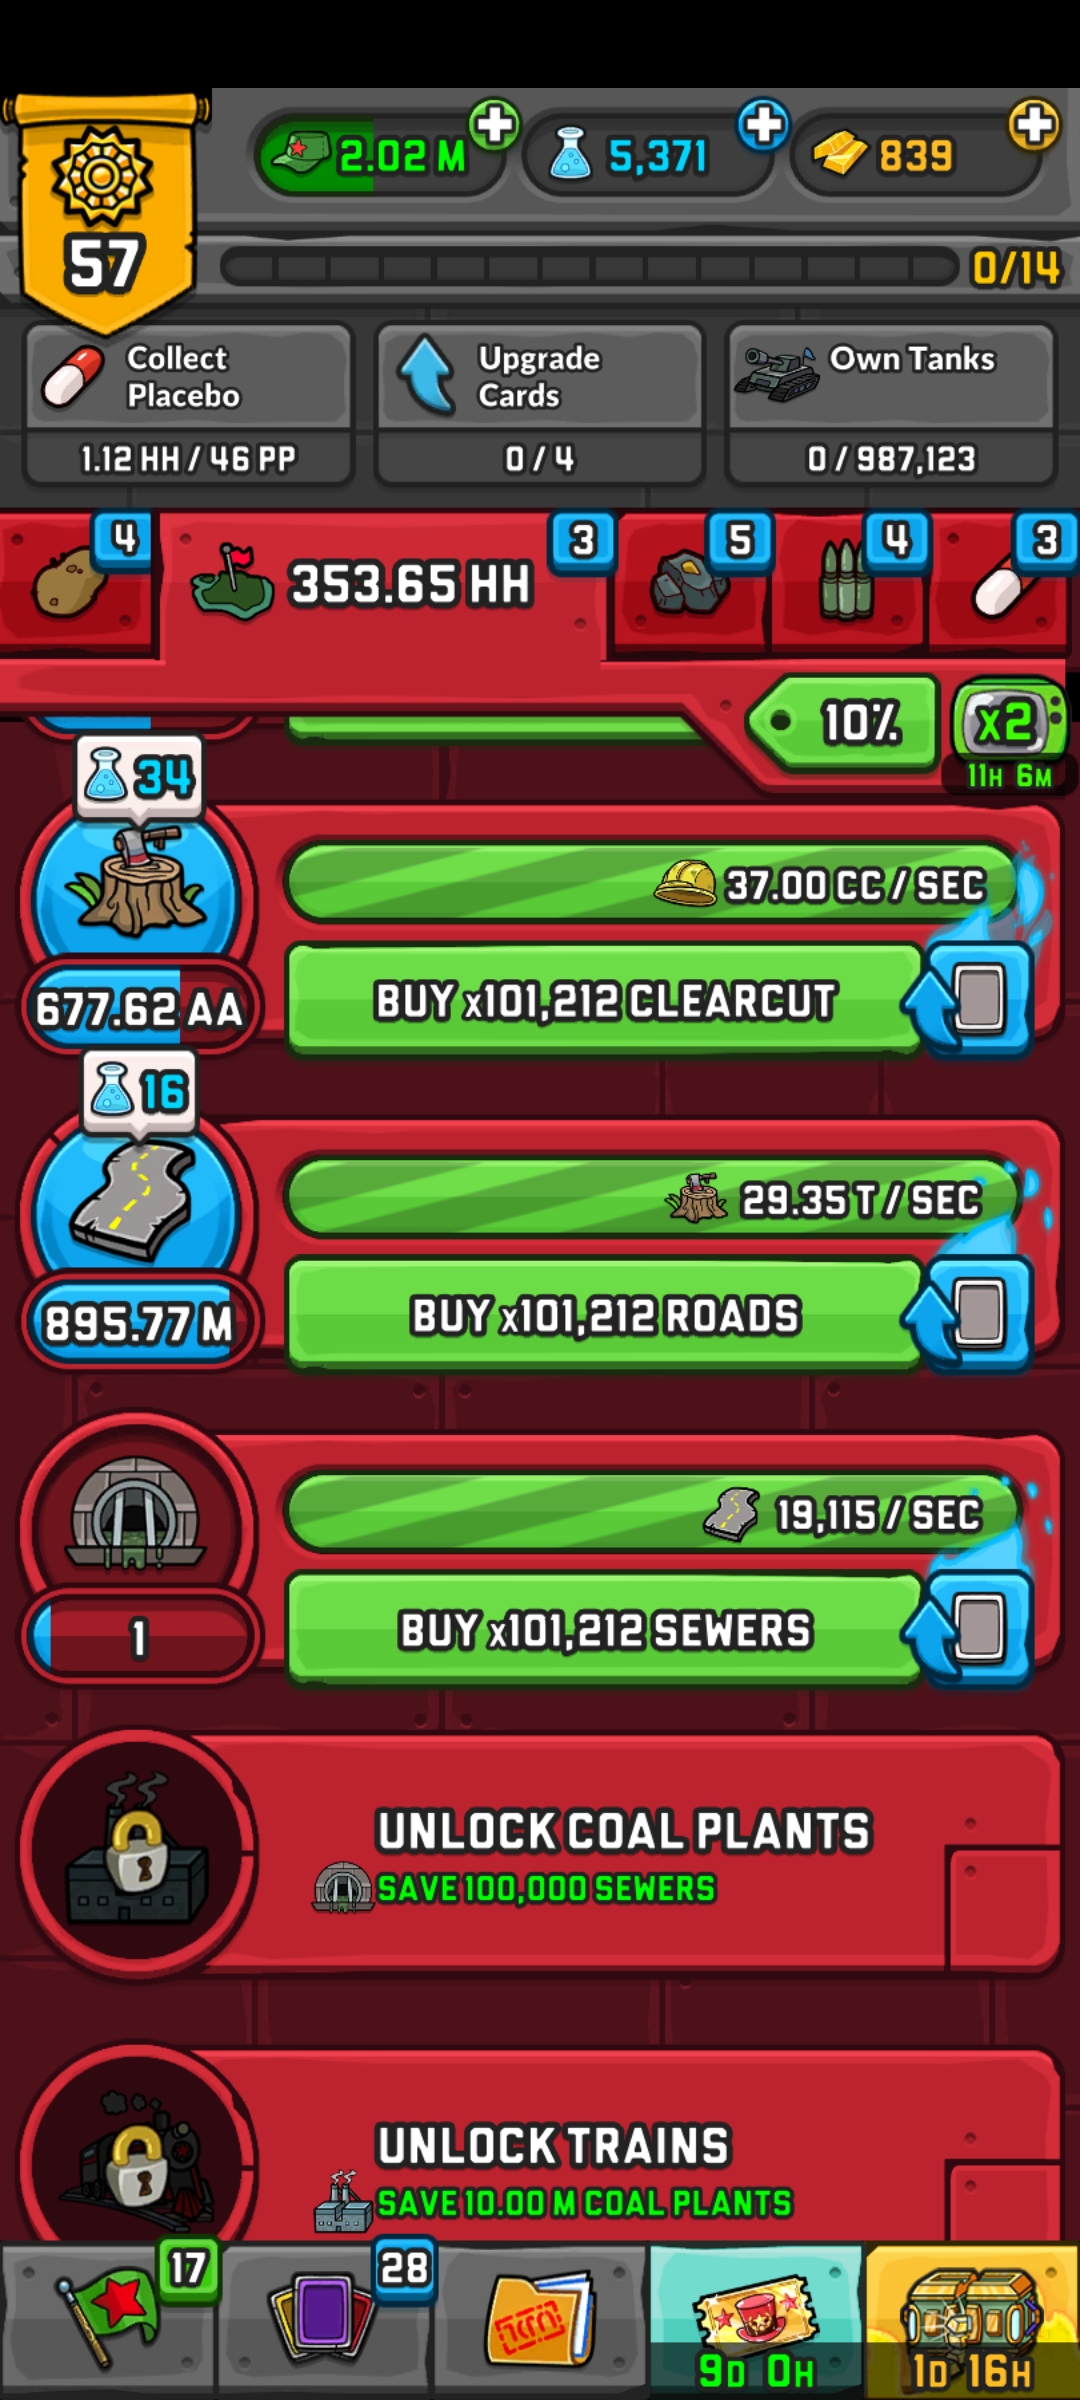 2.02 M
5,371
839
57
0/14
Collect
Placebo
1.12 HH / 46 PP
Upgrade
Cards
0 / 4
Own Tanks
0 / 987,123
4
353.65 HH
3
5
4
3
10%
x2
11H 6M
34
37.00 CC / SEC
677.62 AA
BUY x101,212 CLEARCUT
16
29.35 T / SEC
895.77 M
BUY x101,212 ROADS
19,115 / SEC
1
BUY x101,212 SEWERS
UNLOCK COAL PLANTS
SAVE 100,000 SEWERS
UNLOCK TRAINS
SAVE 10.00 M COAL PLANTS
17
28
9D 0H
1D 16H